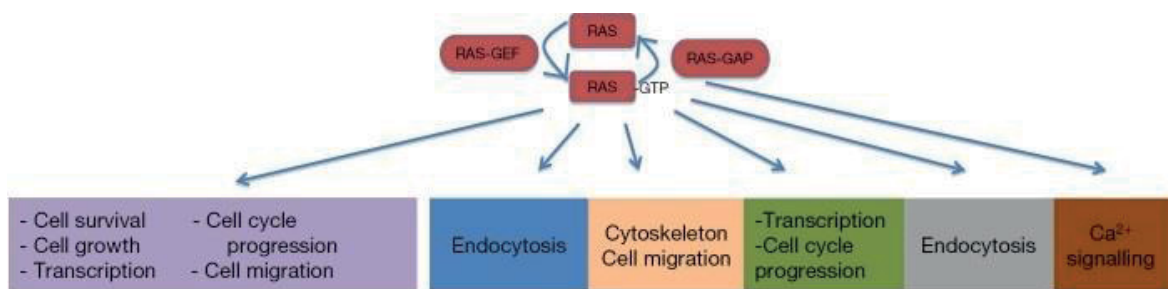 RAS
RAS-GEF
RAS-GAP
RAS -GTP
- Cell survival
- Cell growth
- Transcription
- Cell cycle
progression
- Cell migration
Endocytosis
Cytoskeleton
Cell migration
-Transcription
-Cell cycle
progression
Endocytosis
Ca²⁺
signalling